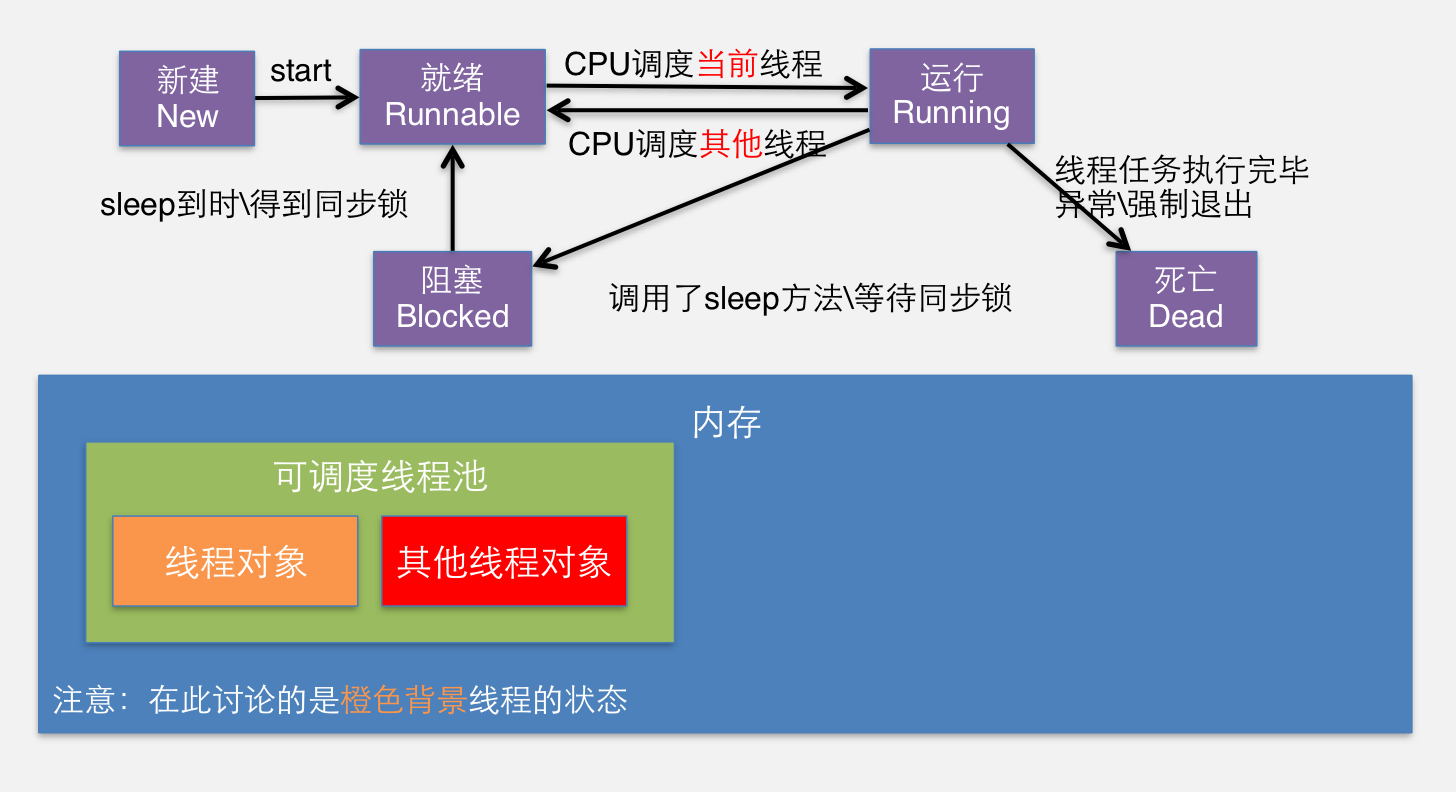 新建
New
start
就绪
Runnable
CPU调度当前线程
CPU调度其他线程
运行
Running
线程任务执行完毕
异常\强制退出
sleep到时\得到同步锁
阻塞
Blocked
调用了sleep方法\等待同步锁
死亡
Dead
内存
可调度线程池
线程对象
其他线程对象
注意：在此讨论的是橙色背景线程的状态